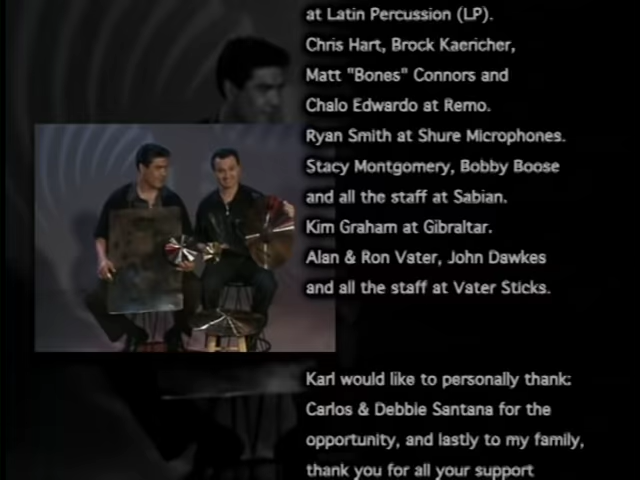 at Latin Percussion (LP).
Chris Hart, Brock Kaericher,
Matt "Bones" Connors and
Chalo Edwardo at Remo.
Ryan Smith at Shure Microphones.
Stacy Montgomery, Bobby Boose
and all the staff at Sabian.
Kim Graham at Gibraltar.
Alan & Ron Vater, John Dawkes
and all the staff at Vater Sticks.
Karl would like to personally thank:
Carlos & Debbie Santana for the
opportunity, and lastly to my family,
thank you for all your support